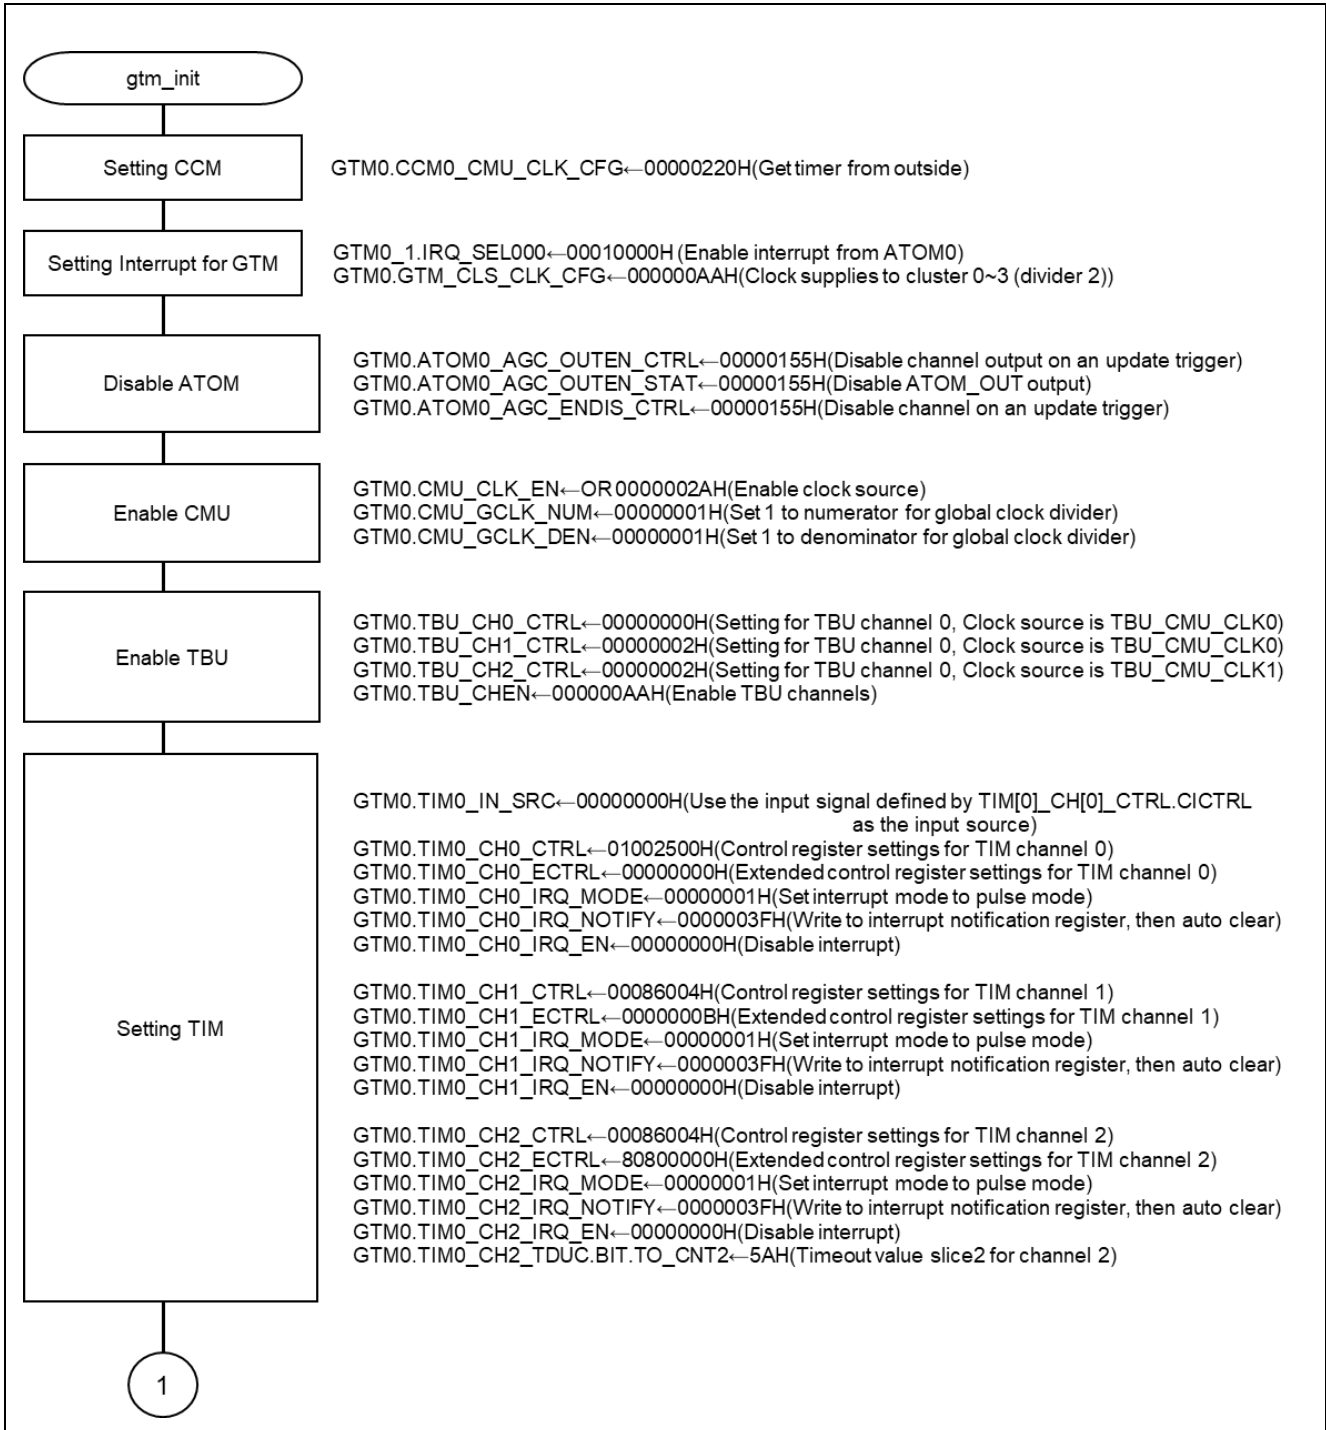 gtm_init
Setting CCM
GTM0.CCM0_CMU_CLK_CFG←00000220H(Get timer from outside)
Setting Interrupt for GTM
GTM0_1.IRQ_SEL000←00010000H (Enable interrupt from ATOM0)
GTM0.GTM_CLS_CLK_CFG←000000AAH(Clock supplies to cluster 0~3 (divider 2))
Disable ATOM
GTM0.ATOM0_AGC_OUTEN_CTRL←00000155H(Disable channel output on an update trigger)
GTM0.ATOM0_AGC_OUTEN_STAT←00000155H(Disable ATOM_OUT output)
GTM0.ATOM0_AGC_ENDIS_CTRL←00000155H(Disable channel on an update trigger)
Enable CMU
GTM0.CMU_CLK_EN←OR 0000002AH(Enable clock source)
GTM0.CMU_GCLK_NUM←00000001H(Set 1 to numerator for global clock divider)
GTM0.CMU_GCLK_DEN←00000001H(Set 1 to denominator for global clock divider)
Enable TBU
GTM0.TBU_CH0_CTRL←00000000H(Setting for TBU channel 0, Clock source is TBU_CMU_CLK0)
GTM0.TBU_CH1_CTRL←00000002H(Setting for TBU channel 0, Clock source is TBU_CMU_CLK0)
GTM0.TBU_CH2_CTRL←00000002H(Setting for TBU channel 0, Clock source is TBU_CMU_CLK1)
GTM0.TBU_CHEN←000000AAH(Enable TBU channels)
Setting TIM
GTM0.TIM0_IN_SRC←00000000H(Use the input signal defined by TIM[0]_CH[0]_CTRL.CICTRL
as the input source)
GTM0.TIM0_CH0_CTRL←01002500H(Control register settings for TIM channel 0)
GTM0.TIM0_CH0_ECTRL←00000000H(Extended control register settings for TIM channel 0)
GTM0.TIM0_CH0_IRQ_MODE←00000001H(Set interrupt mode to pulse mode)
GTM0.TIM0_CH0_IRQ_NOTIFY←0000003FH(Write to interrupt notification register, then auto clear)
GTM0.TIM0_CH0_IRQ_EN←00000000H(Disable interrupt)
GTM0.TIM0_CH1_CTRL←00086004H(Control register settings for TIM channel 1)
GTM0.TIM0_CH1_ECTRL←0000000BH(Extended control register settings for TIM channel 1)
GTM0.TIM0_CH1_IRQ_MODE←00000001H(Set interrupt mode to pulse mode)
GTM0.TIM0_CH1_IRQ_NOTIFY←0000003FH(Write to interrupt notification register, then auto clear)
GTM0.TIM0_CH1_IRQ_EN←00000000H(Disable interrupt)
GTM0.TIM0_CH2_CTRL←00086004H(Control register settings for TIM channel 2)
GTM0.TIM0_CH2_ECTRL←80800000H(Extended control register settings for TIM channel 2)
GTM0.TIM0_CH2_IRQ_MODE←00000001H(Set interrupt mode to pulse mode)
GTM0.TIM0_CH2_IRQ_NOTIFY←0000003FH(Write to interrupt notification register, then auto clear)
GTM0.TIM0_CH2_IRQ_EN←00000000H(Disable interrupt)
GTM0.TIM0_CH2_TDUC.BIT.TO_CNT2←5AH(Timeout value slice2 for channel 2)
1